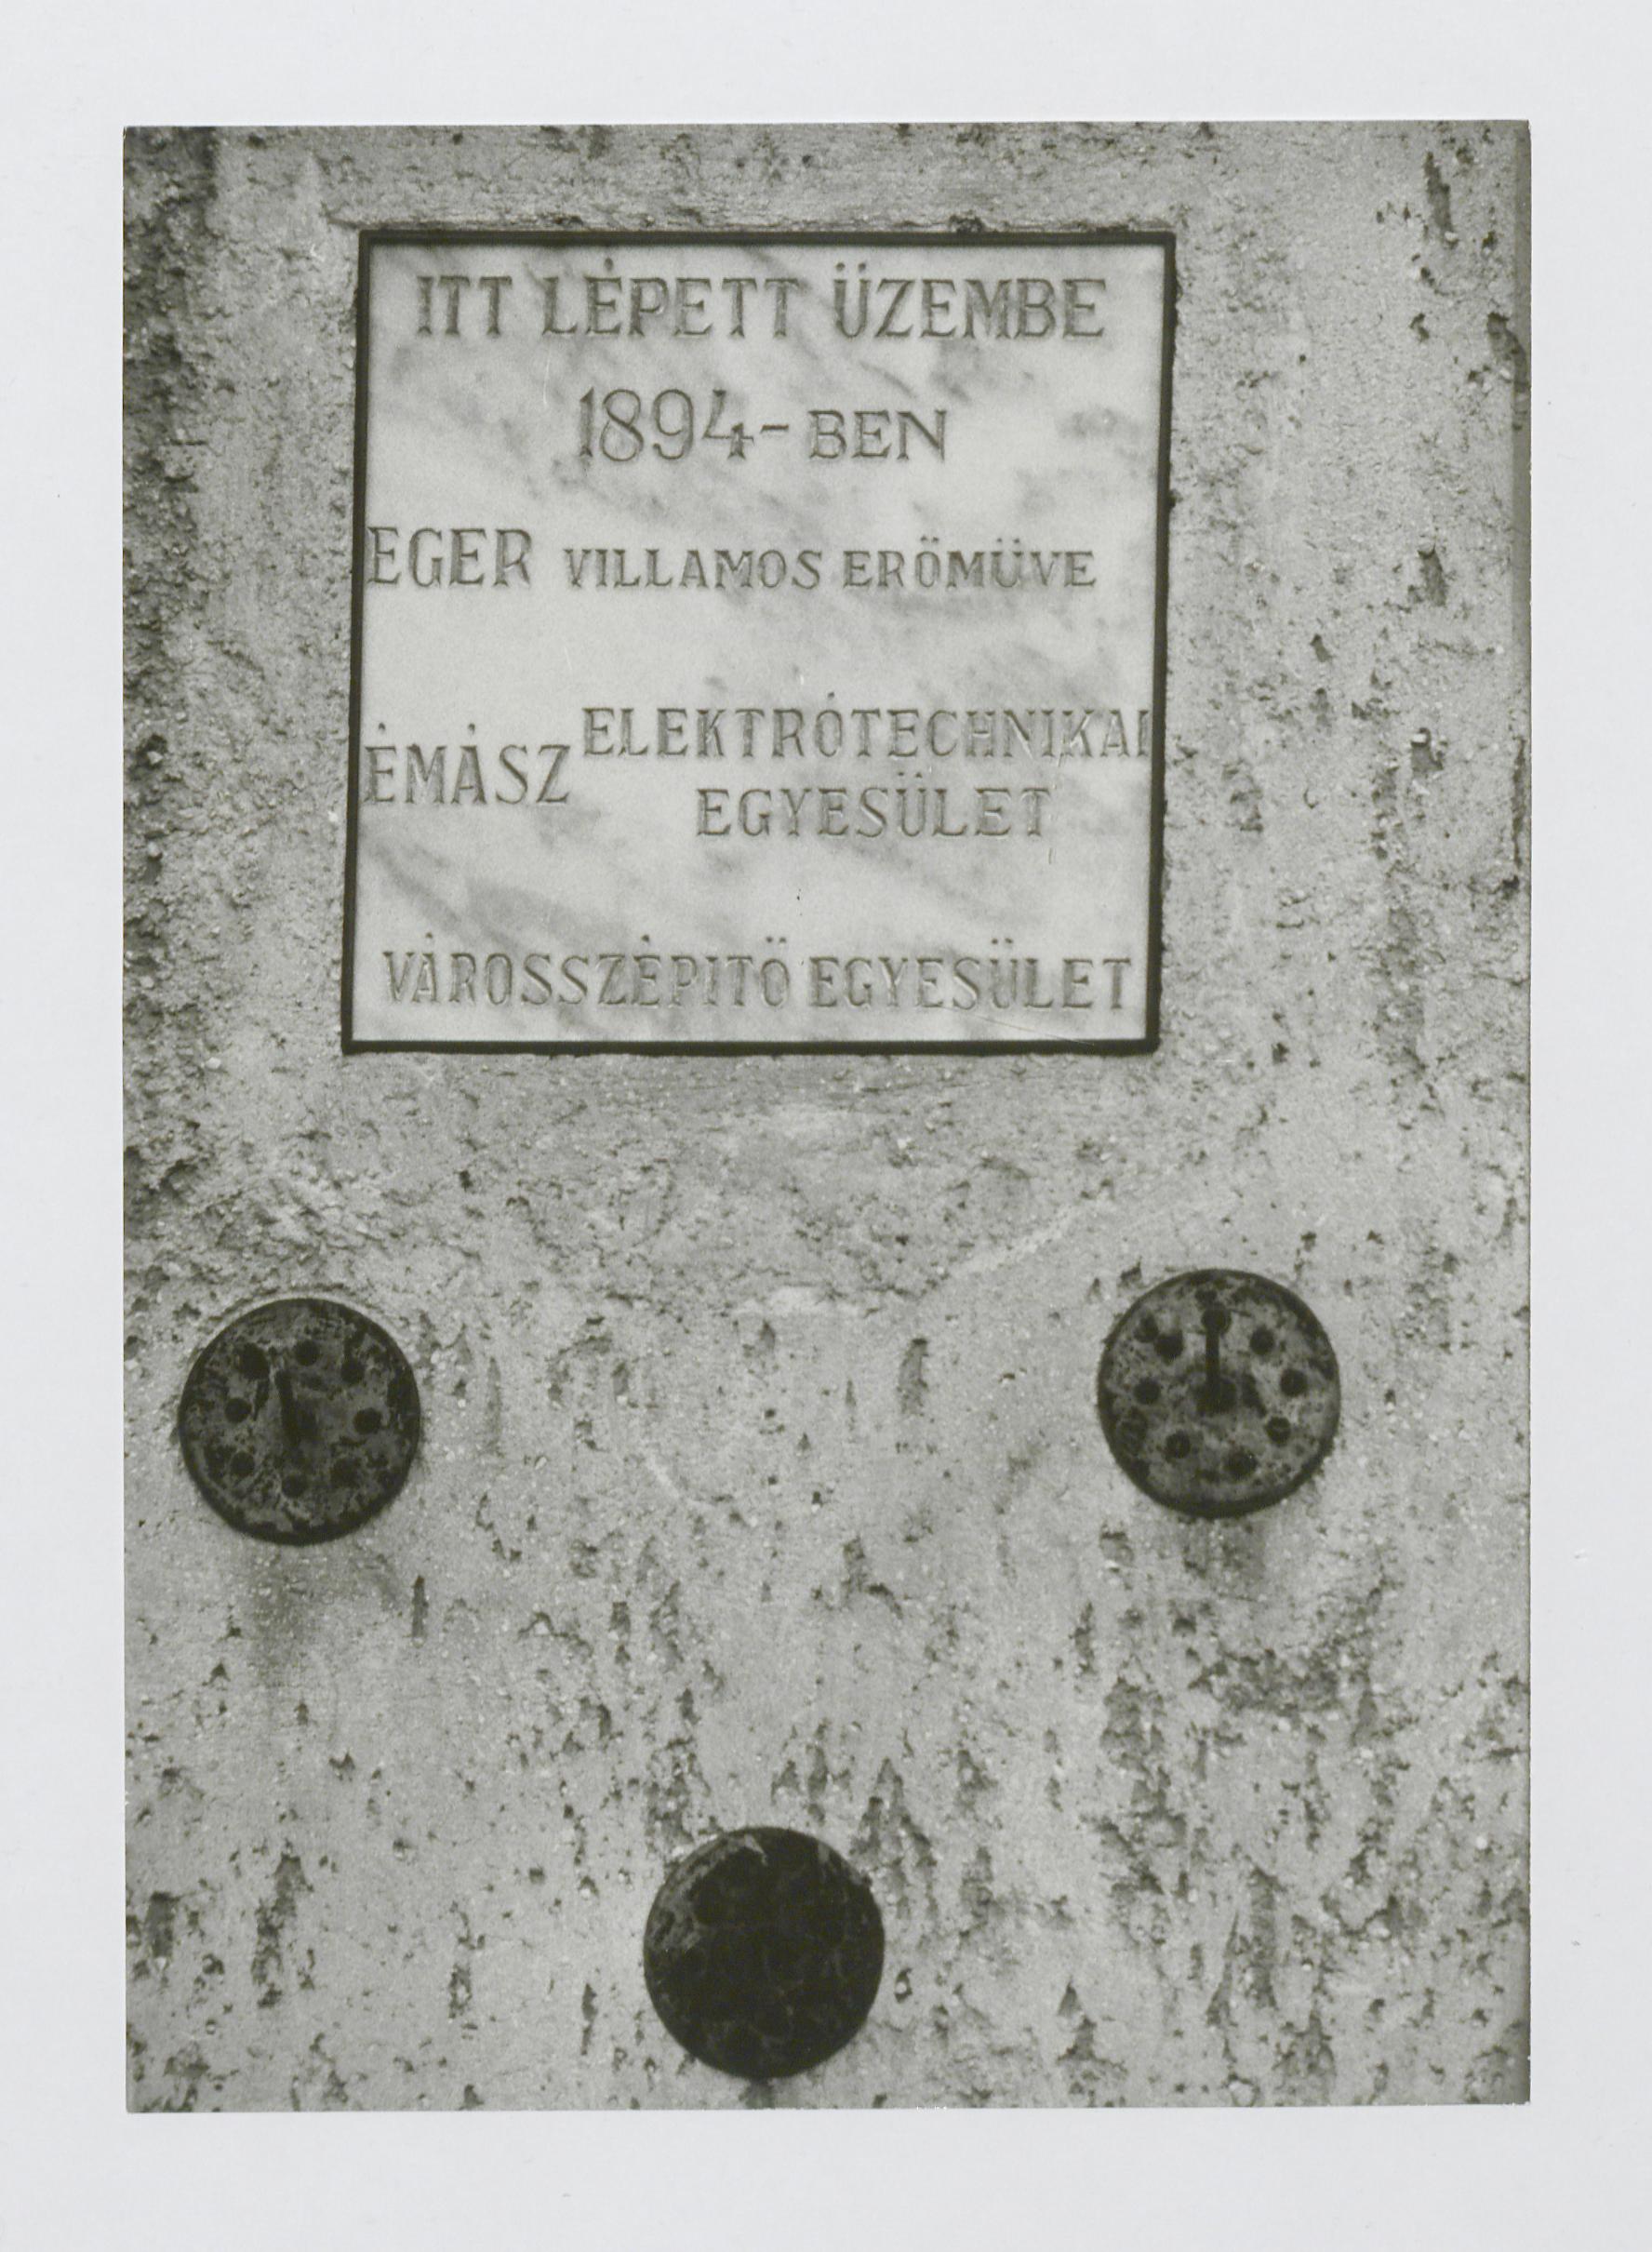 ITT LÉPETT ÜZEMBE
1894-BEN
EGER VILLAMOS ERÖMÜVE
ÉMÁSZ ELEKTRÓTECHNIKAI
EGYESÜLET
VÁROSSZÉPITÖ EGYESÜLET